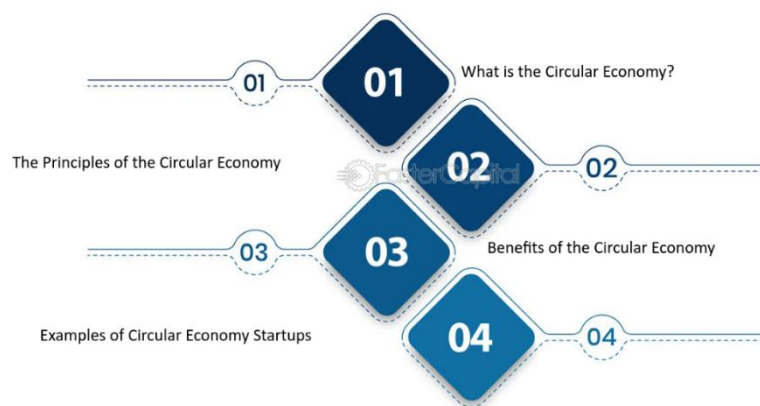 01
01
What is the Circular Economy?
The Principles of the Circular Economy
02
02
FasterCapital
03
03
Benefits of the Circular Economy
Examples of Circular Economy Startups
04
04